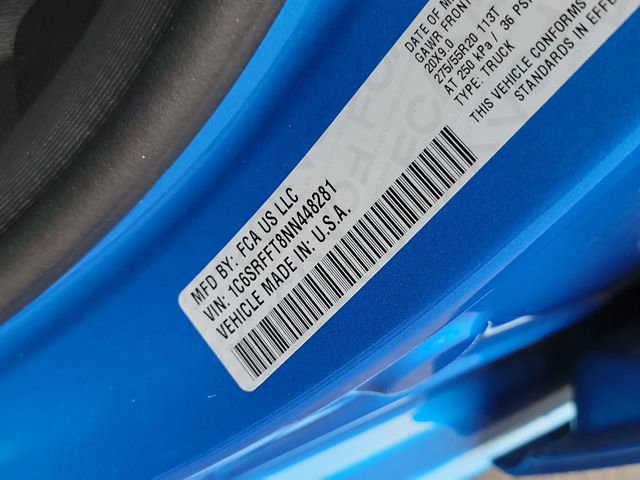 MFD BY: FCA US LLC
VIN: 1C6SRFFT8NN448281
VEHICLE MADE IN: U.S.A.
DATE OF
GAWR FRONT
20X9.0
275/55R20 113T
AT 250 kPa / 36 PSI
TYPE: TRUCK
THIS VEHICLE CONFORMS
STANDARDS IN EFFE